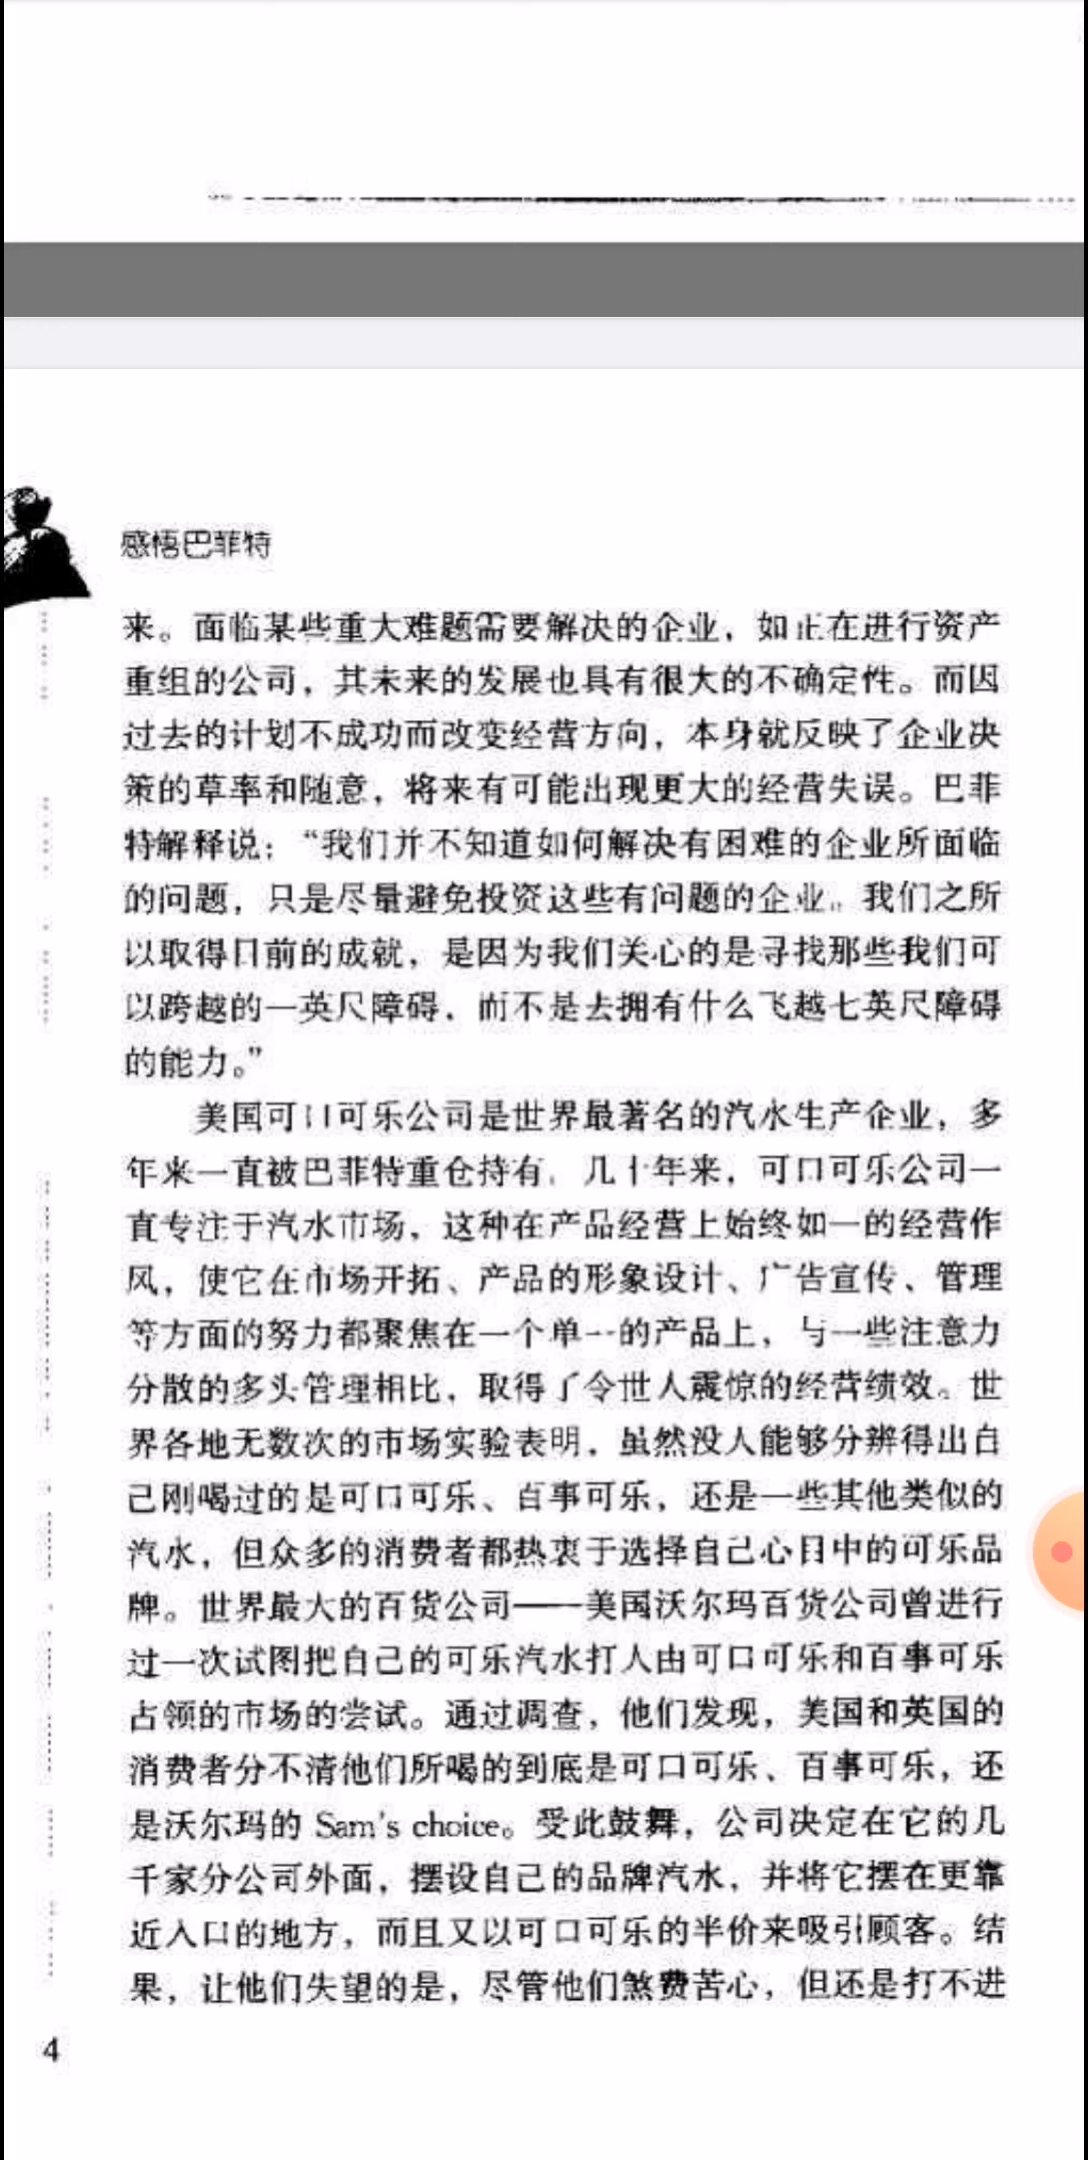 感悟巴菲特
来。面临某些重大难题需要解决的企业，如正在进行资产
重组的公司，其未来的发展也具有很大的不确定性。而因
过去的计划不成功而改变经营方向，本身就反映了企业决
策的草率和随意，将来有可能出现更大的经营失误。巴菲
特解释说：“我们并不知道如何解决有困难的企业所面临
的问题，只是尽量避免投资这些有问题的企业。我们之所
以取得目前的成就，是因为我们关心的是寻找那些我们可
以跨越的一英尺障碍，而不是去拥有什么飞越七英尺障碍
的能力。”
美国可口可乐公司是世界最著名的汽水生产企业，多
年来一直被巴菲特重仓持有。几十年来，可口可乐公司一
直专注于汽水市场，这种在产品经营上始终如一的经营作
风，使它在市场开拓、产品的形象设计、广告宣传、管理
等方面的努力都聚焦在一个单一的产品上，与一些注意力
分散的多头管理相比，取得了令世人震惊的经营绩效。世
界各地无数次的市场实验表明，虽然没人能够分辨得出自
己刚喝过的是可口可乐、百事可乐，还是一些其他类似的
汽水，但众多的消费者都热衷于选择自己心目中的可乐品
牌。世界最大的百货公司——美国沃尔玛百货公司曾进行
过一次试图把自己的可乐汽水打人由可口可乐和百事可乐
占领的市场的尝试。通过调查，他们发现，美国和英国的
消费者分不清他们所喝的到底是可口可乐、百事可乐，还
是沃尔玛的 Sam's choice。受此鼓舞，公司决定在它的几
千家分公司外面，摆设自己的品牌汽水，并将它摆在更靠
近入口的地方，而且又以可口可乐的半价来吸引顾客。结
果，让他们失望的是，尽管他们煞费苦心，但还是打不进
4